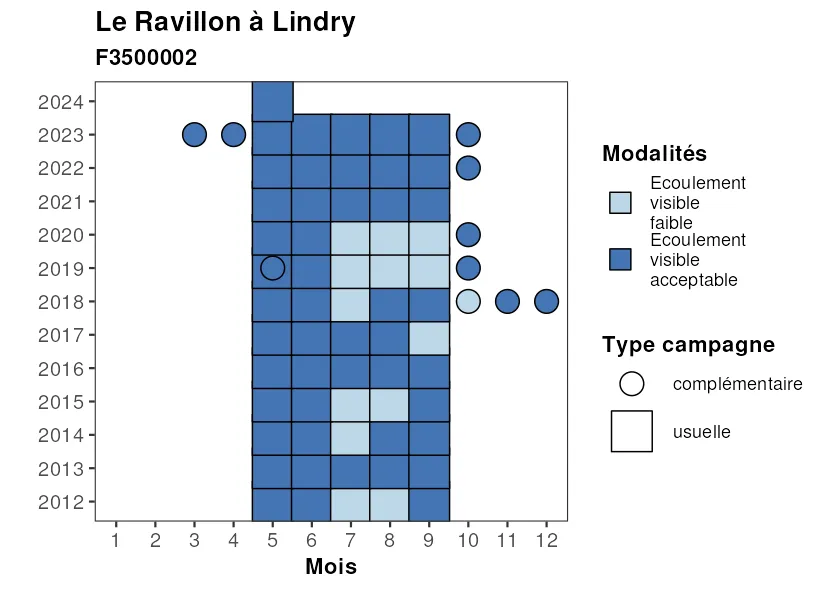 Le Ravillon à Lindry
F3500002
2024
2023
2022
2021
2020
2019
2018
2017
2016
2015
2014
2013
2012
1 2 3 4 5 6 7 8 9 10 11 12
Mois
Modalités
Ecoulement
visible
faible
Ecoulement
visible
acceptable
Type campagne
complémentaire
usuelle